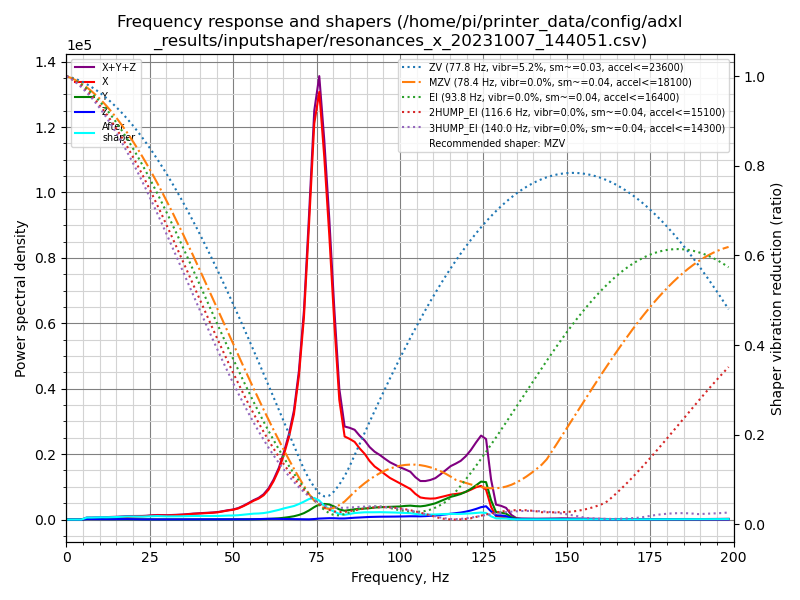 Frequency response and shapers (/home/pi/printer_data/config/adxl
_results/inputshaper/resonances_x_20231007_144051.csv)
1e5
X+Y+Z
X
Y
Z
After
shaper
ZV (77.8 Hz, vibr=5.2%, sm~=0.03, accel<=23600)
MZV (78.4 Hz, vibr=0.0%, sm~=0.04, accel<=18100)
EI (93.8 Hz, vibr=0.0%, sm~=0.04, accel<=16400)
2HUMP_EI (116.6 Hz, vibr=0.0%, sm~=0.04, accel<=15100)
3HUMP_EI (140.0 Hz, vibr=0.0%, sm~=0.04, accel<=14300)
Recommended shaper: MZV
1.4
1.2
1.0
0.8
0.6
0.4
0.2
0.0
Power spectral density
1.0
0.8
0.6
0.4
0.2
0.0
Shaper vibration reduction (ratio)
0 25 50 75 100 125 150 175 200
Frequency, Hz